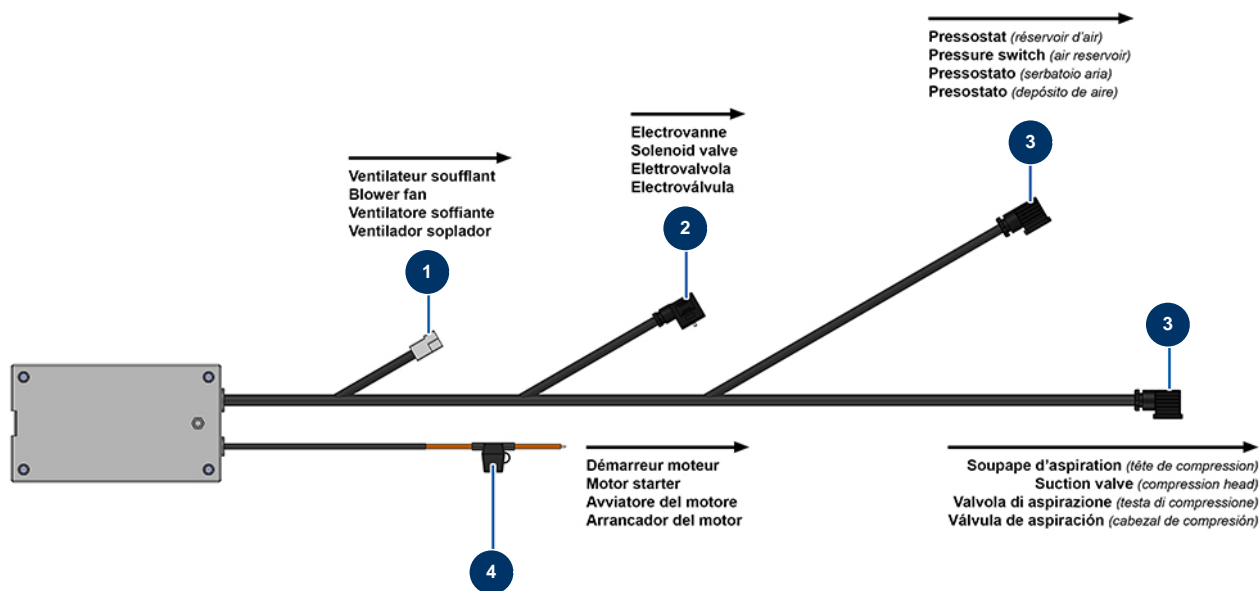 Pressostat (réservoir d'air)
Pressure switch (air reservoir)
Pressostato (serbatoio aria)
Presostato (depósito de aire)
3
Electrovanne
Solenoid valve
Elettrovalvola
Electroválvula
2
Ventilateur soufflant
Blower fan
Ventilatore soffiante
Ventilador soplador
1
3
Démarreur moteur
Motor starter
Avviatore del motore
Arrancador del motor
4
Soupape d'aspiration (tête de compression)
Suction valve (compression head)
Valvola di aspirazione (testa di compressione)
Válvula de aspiración (cabezal de compresión)